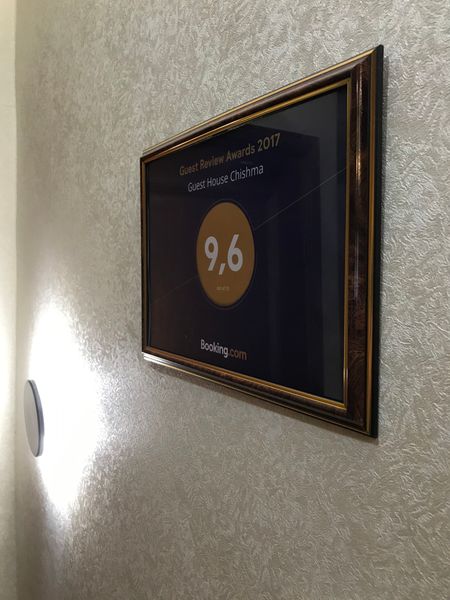 Guest Review Awards 2017
Guest House Chishma
9,6
Booking.com